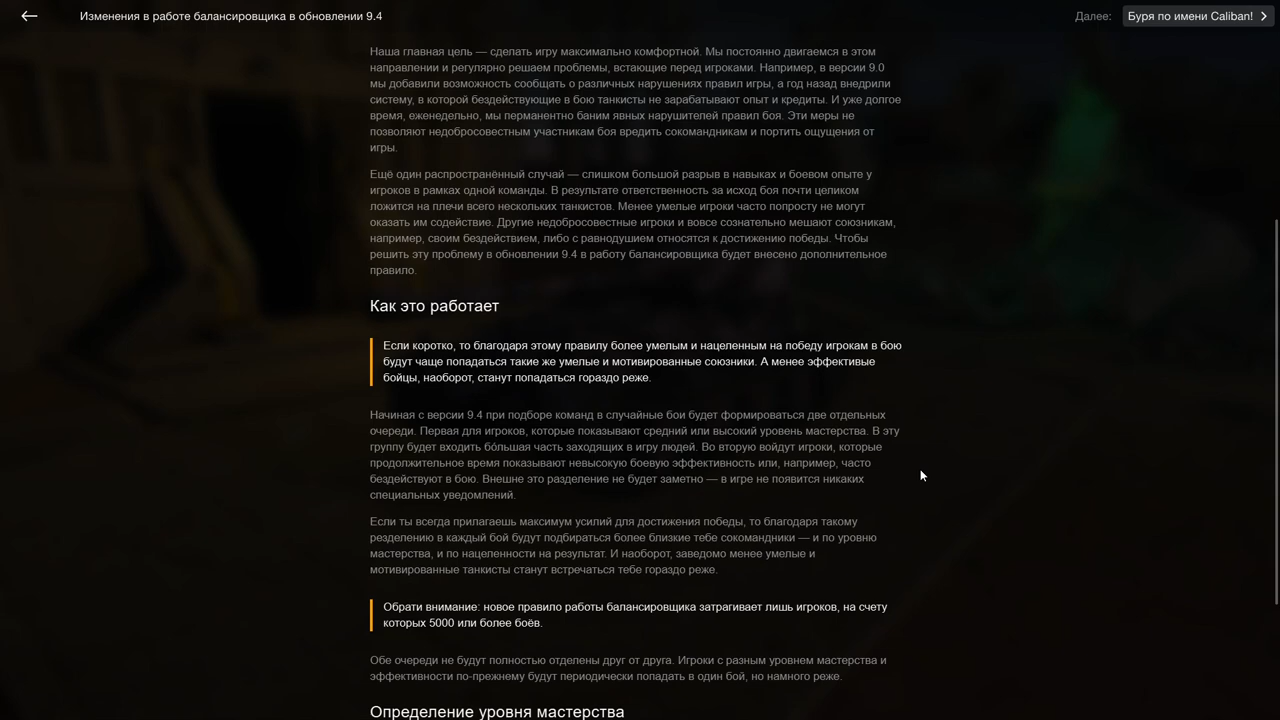 Изменения в работе балансировщика в обновлении 9.4
Далее:
Буря по имени Caliban!
Наша главная цель — сделать игру максимально комфортной. Мы постоянно двигаемся в этом
направлении и регулярно решаем проблемы, встающие перед игроками. Например, в версии 9.0
мы добавили возможность сообщать о различных нарушениях правил игры, а год назад внедрили
систему, в которой бездействующие в бою танкисты не зарабатывают опыт и кредиты. И уже долгое
время, еженедельно, мы перманентно баним явных нарушителей правил боя. Эти меры не
позволяют недобросовестным участникам боя вредить сокомандникам и портить ощущения от
игры.
Ещё один распространённый случай — слишком большой разрыв в навыках и боевом опыте у
игроков в рамках одной команды. В результате ответственность за исход боя почти целиком
ложится на плечи всего нескольких танкистов. Менее умелые игроки часто попросту не могут
оказать им содействие. Другие недобросовестные игроки и вовсе сознательно мешают союзникам,
например, своим бездействием, либо с равнодушием относятся к достижению победы. Чтобы
решить эту проблему в обновлении 9.4 в работу балансировщика будет внесено дополнительное
правило.
Как это работает
Если коротко, то благодаря этому правилу более умелым и нацеленным на победу игрокам в бою
будут чаще попадаться такие же умелые и мотивированные союзники. А менее эффективые
бойцы, наоборот, станут попадаться гораздо реже.
Начиная с версии 9.4 при подборе команд в случайные бои будет формироваться две отдельных
очереди. Первая для игроков, которые показывают средний или высокий уровень мастерства. В эту
группу будет входить бо́льшая часть заходящих в игру людей. Во вторую войдут игроки, которые
продолжительное время показывают невысокую боевую эффективность или, например, часто
бездействуют в бою. Внешне это разделение не будет заметно — в игре не появится никаких
специальных уведомлений.
Если ты всегда прилагаешь максимум усилий для достижения победы, то благодаря такому
резделению в каждый бой будут подбираться более близкие тебе сокомандники — и по уровню
мастерства, и по нацеленности на результат. И наоборот, заведомо менее умелые и
мотивированные танкисты станут встречаться тебе гораздо реже.
Обрати внимание: новое правило работы балансировщика затрагивает лишь игроков, на счету
которых 5000 или более боёв.
Обе очереди не будут полностью отделены друг от друга. Игроки с разным уровнем мастерства и
эффективности по-прежнему будут периодически попадать в один бой, но намного реже.
Определение уровня мастерства